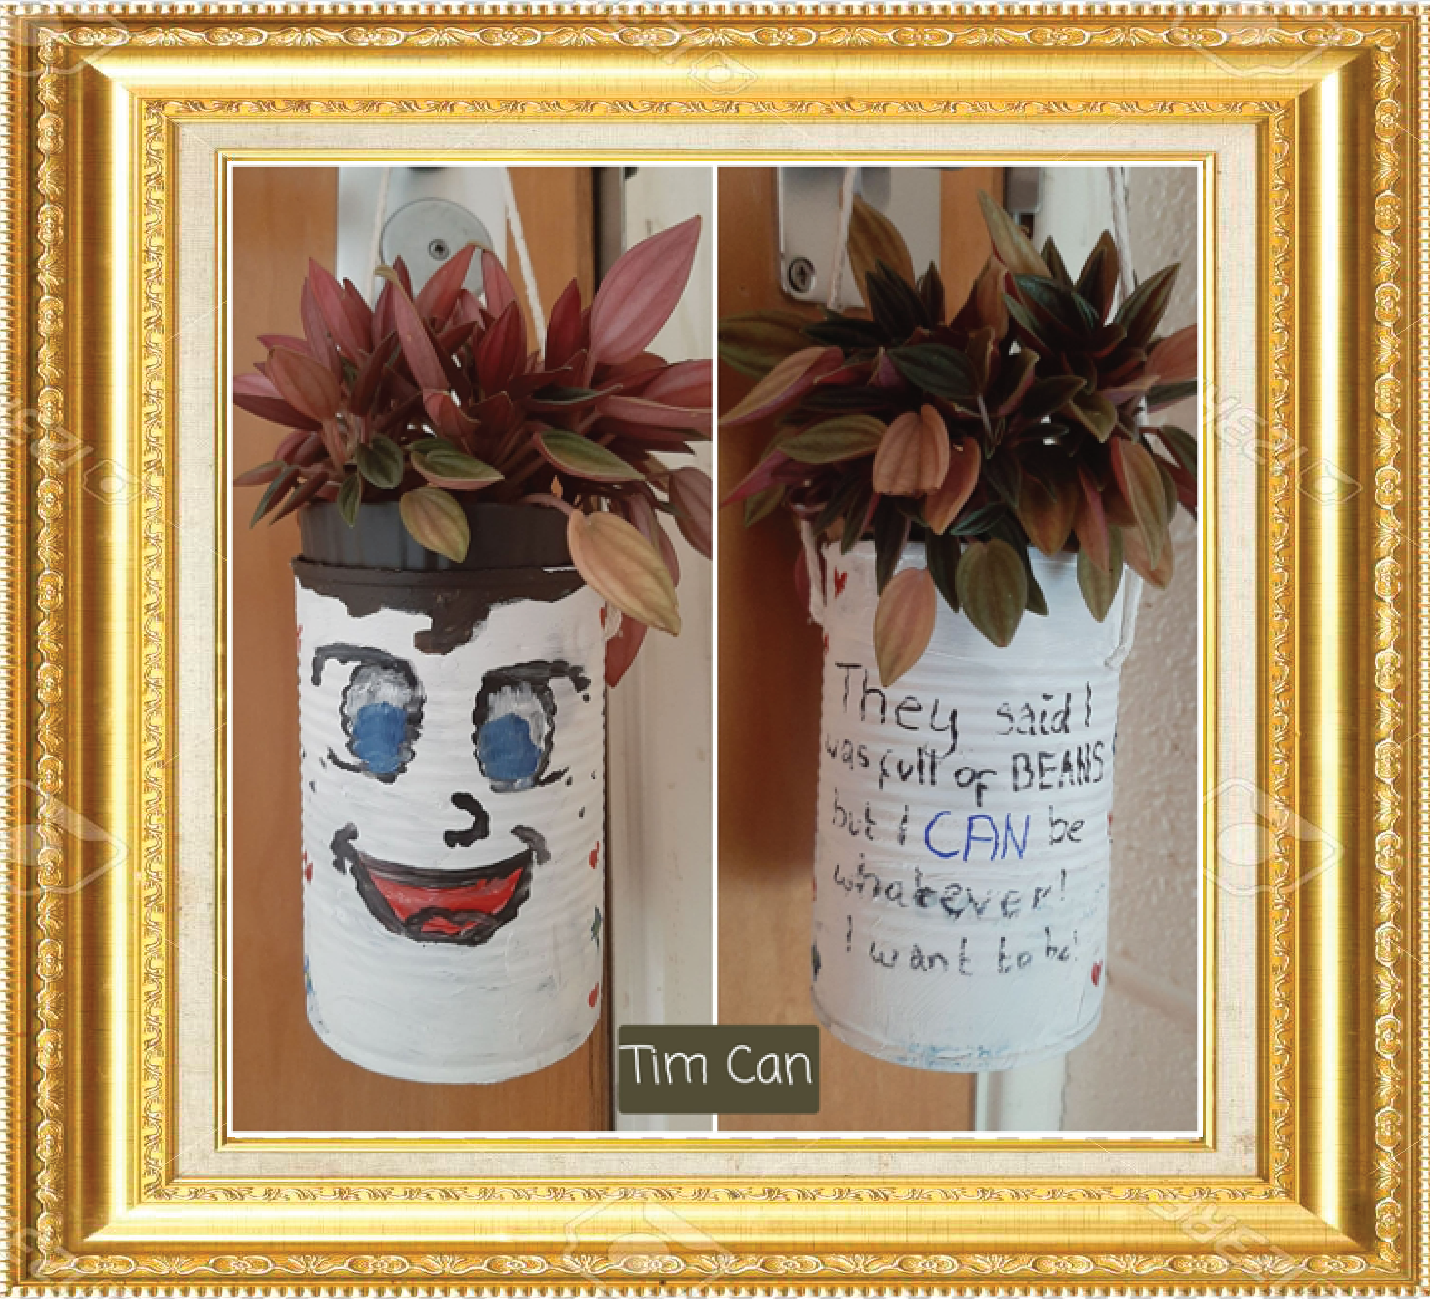 They said I
was full of BEANS
but I CAN be
whatever!
I want to be!
Tim Can